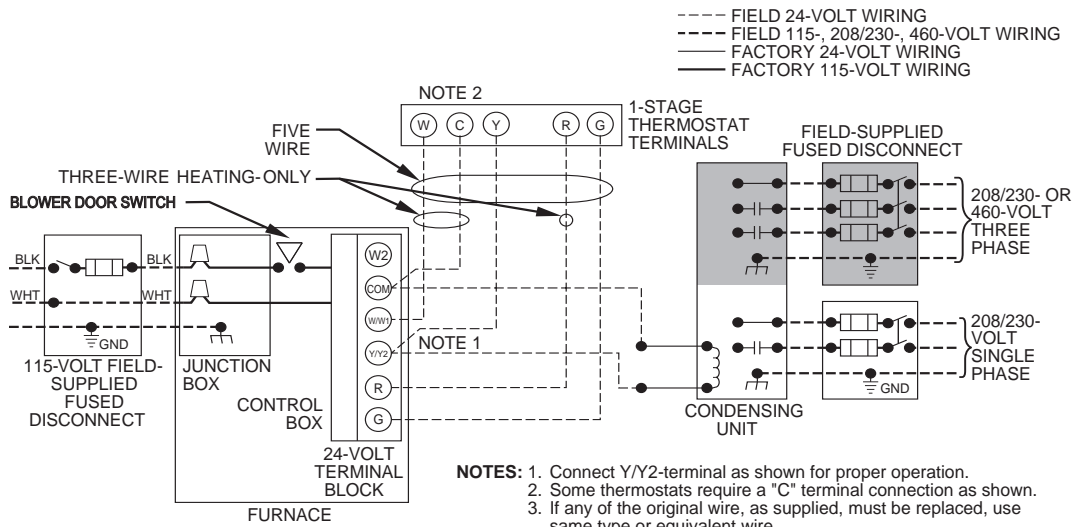 FIELD 24-VOLT WIRING
FIELD 115-, 208/230-, 460-VOLT WIRING
FACTORY 24-VOLT WIRING
FACTORY 115-VOLT WIRING
NOTE 2
W C Y R G
1-STAGE
THERMOSTAT
TERMINALS
FIVE
WIRE
THREE-WIRE HEATING-ONLY
BLOWER DOOR SWITCH
FIELD-SUPPLIED
FUSED DISCONNECT
208/230- OR
460-VOLT
THREE
PHASE
BLK
BLK
WHT
WHT
GND
W2
COM
W/W1
Y/Y2
R
G
NOTE 1
115-VOLT FIELD-
SUPPLIED
FUSED
DISCONNECT
JUNCTION
BOX
CONTROL
BOX
24-VOLT
TERMINAL
BLOCK
FURNACE
208/230-
VOLT
SINGLE
PHASE
GND
CONDENSING
UNIT
NOTES: 1. Connect Y/Y2-terminal as shown for proper operation.
2. Some thermostats require a "C" terminal connection as shown.
3. If any of the original wire, as supplied, must be replaced, use
same type or equivalent wire.